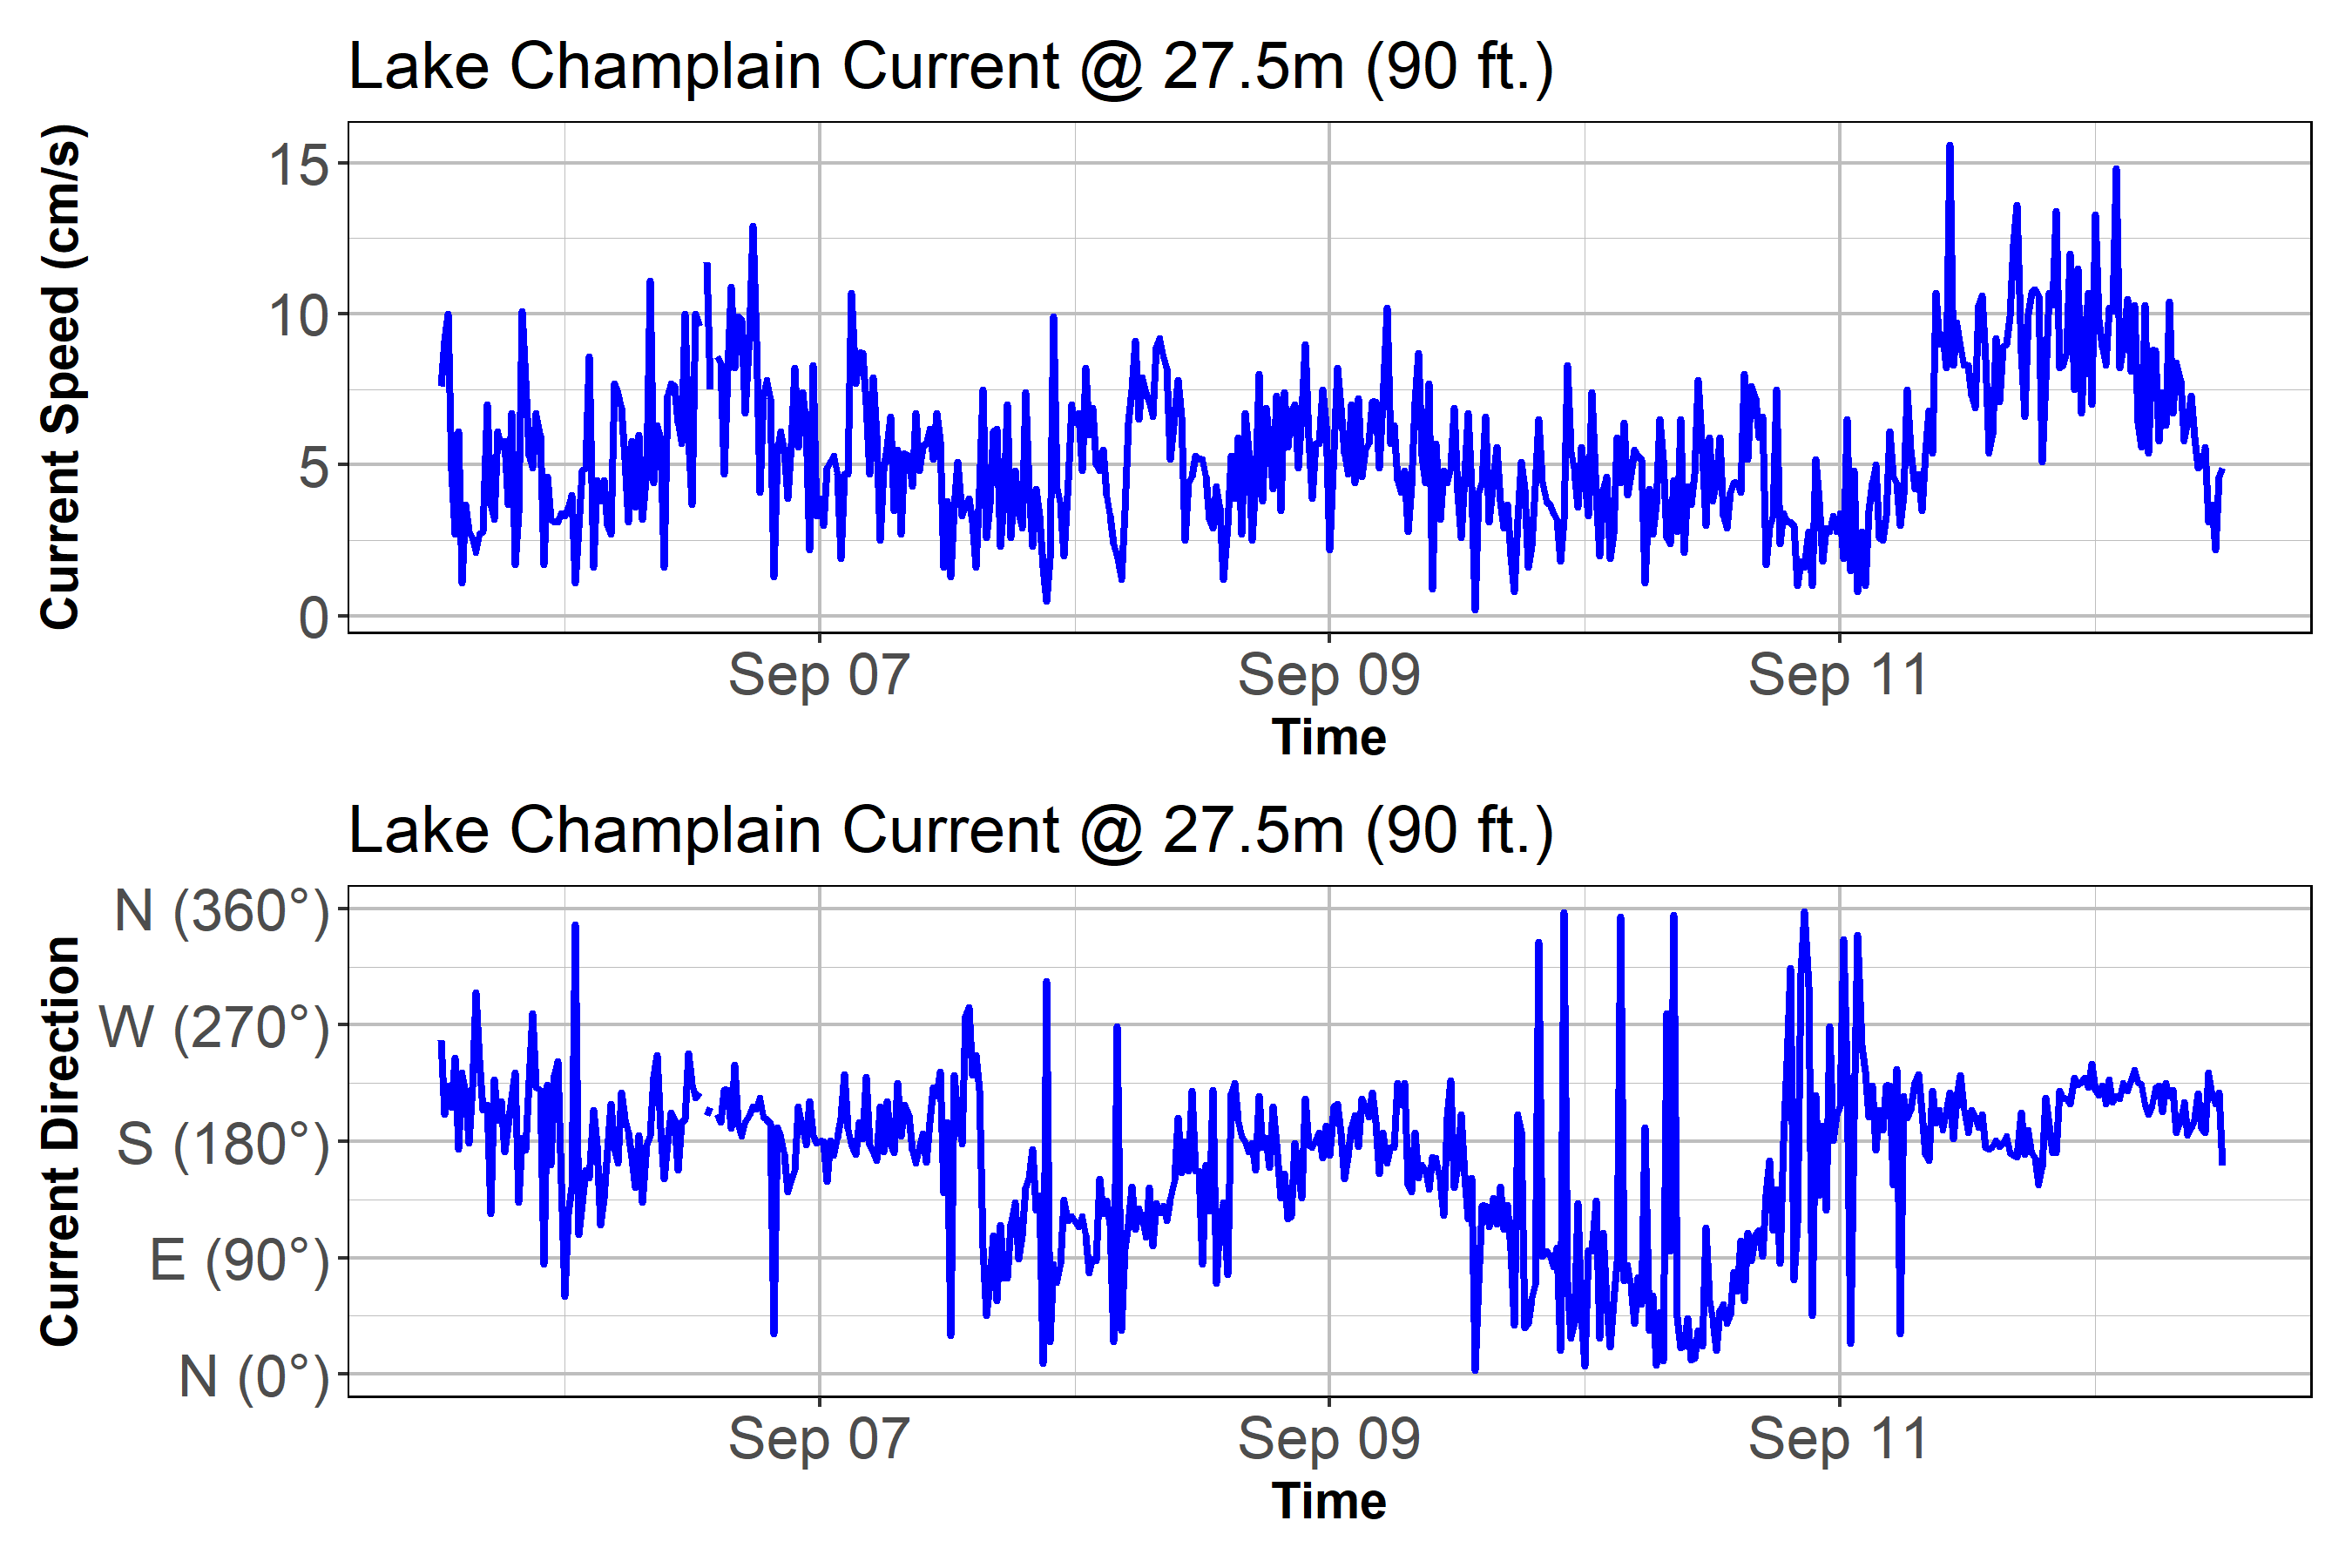 Lake Champlain Current @ 27.5m (90 ft.)
Current Speed (cm/s)
15
10
5
0
Sep 07 Sep 09 Sep 11
Time
Lake Champlain Current @ 27.5m (90 ft.)
Current Direction
N (360°)
W (270°)
S (180°)
E (90°)
N (0°)
Sep 07 Sep 09 Sep 11
Time